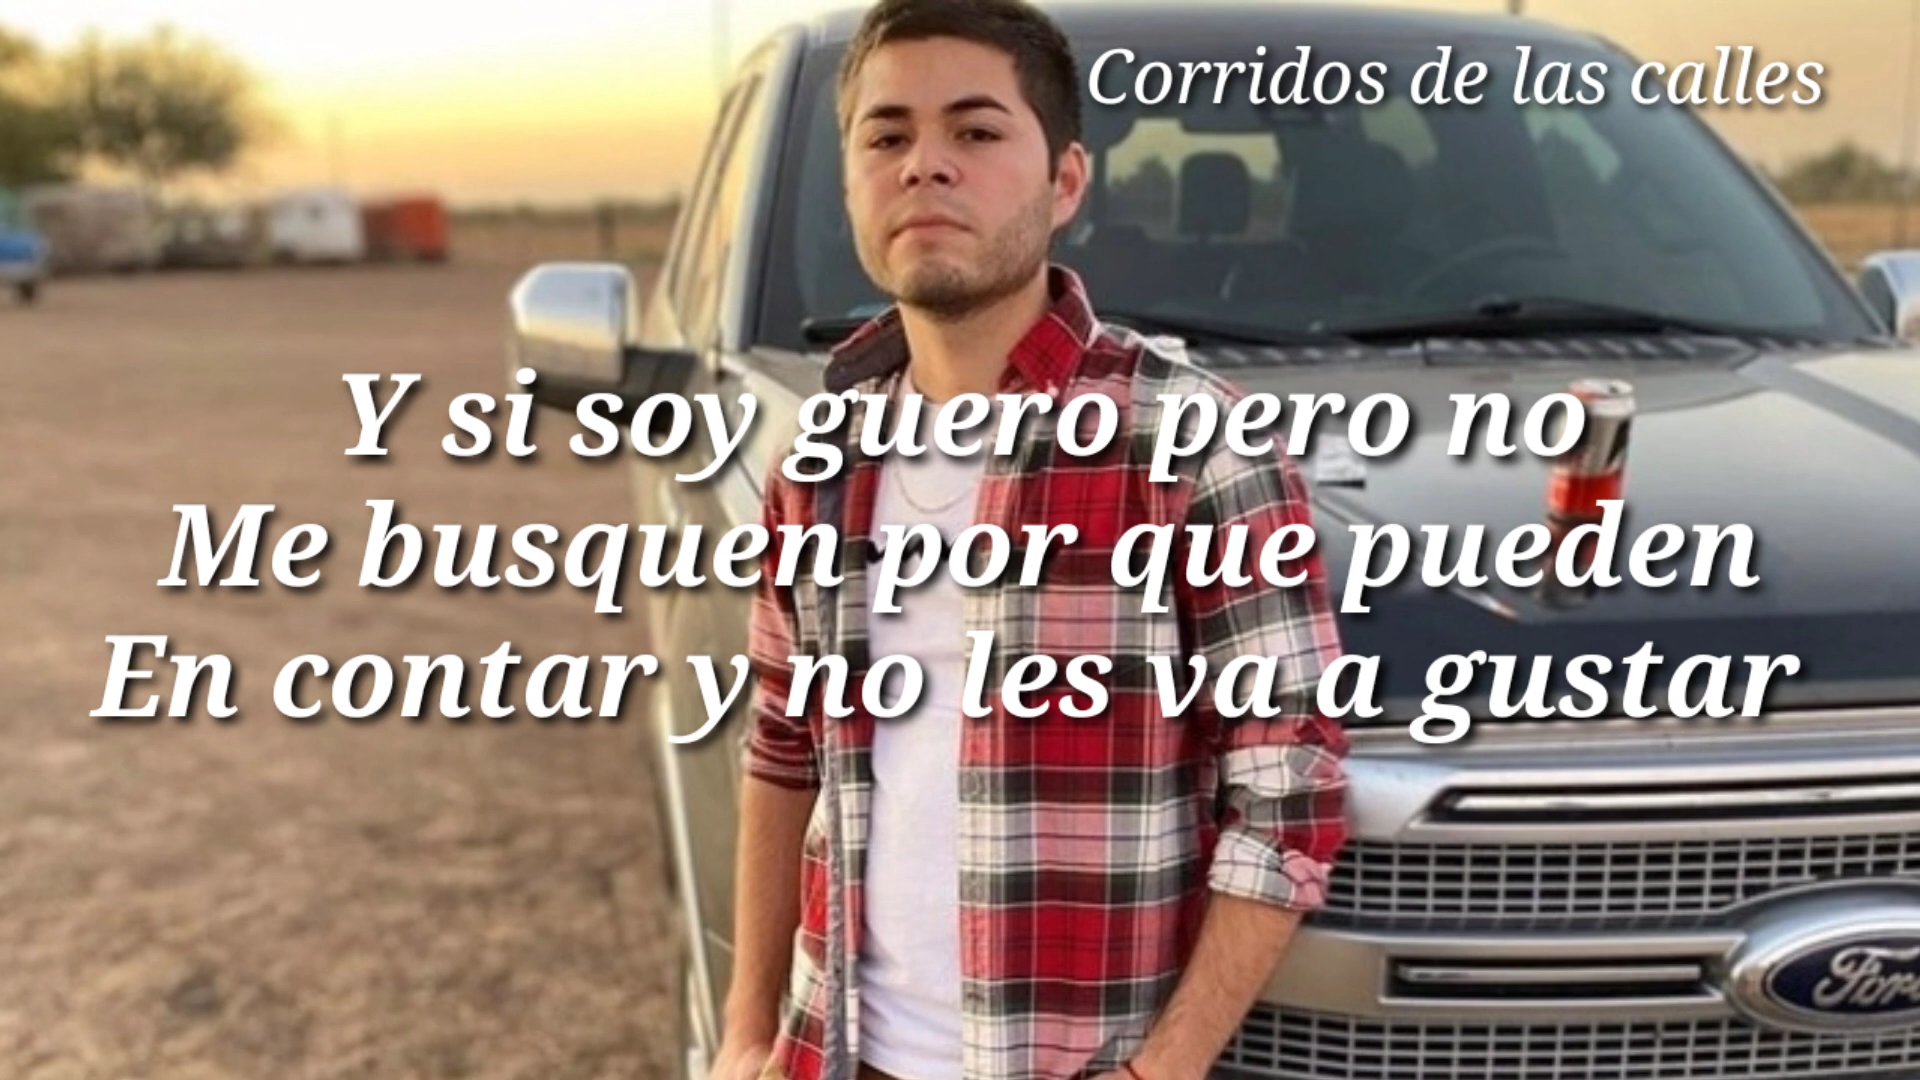 Corridos de las calles
Y si soy guero pero no
Me busquen por que pueden
En contar y no les va a gustar
Ford